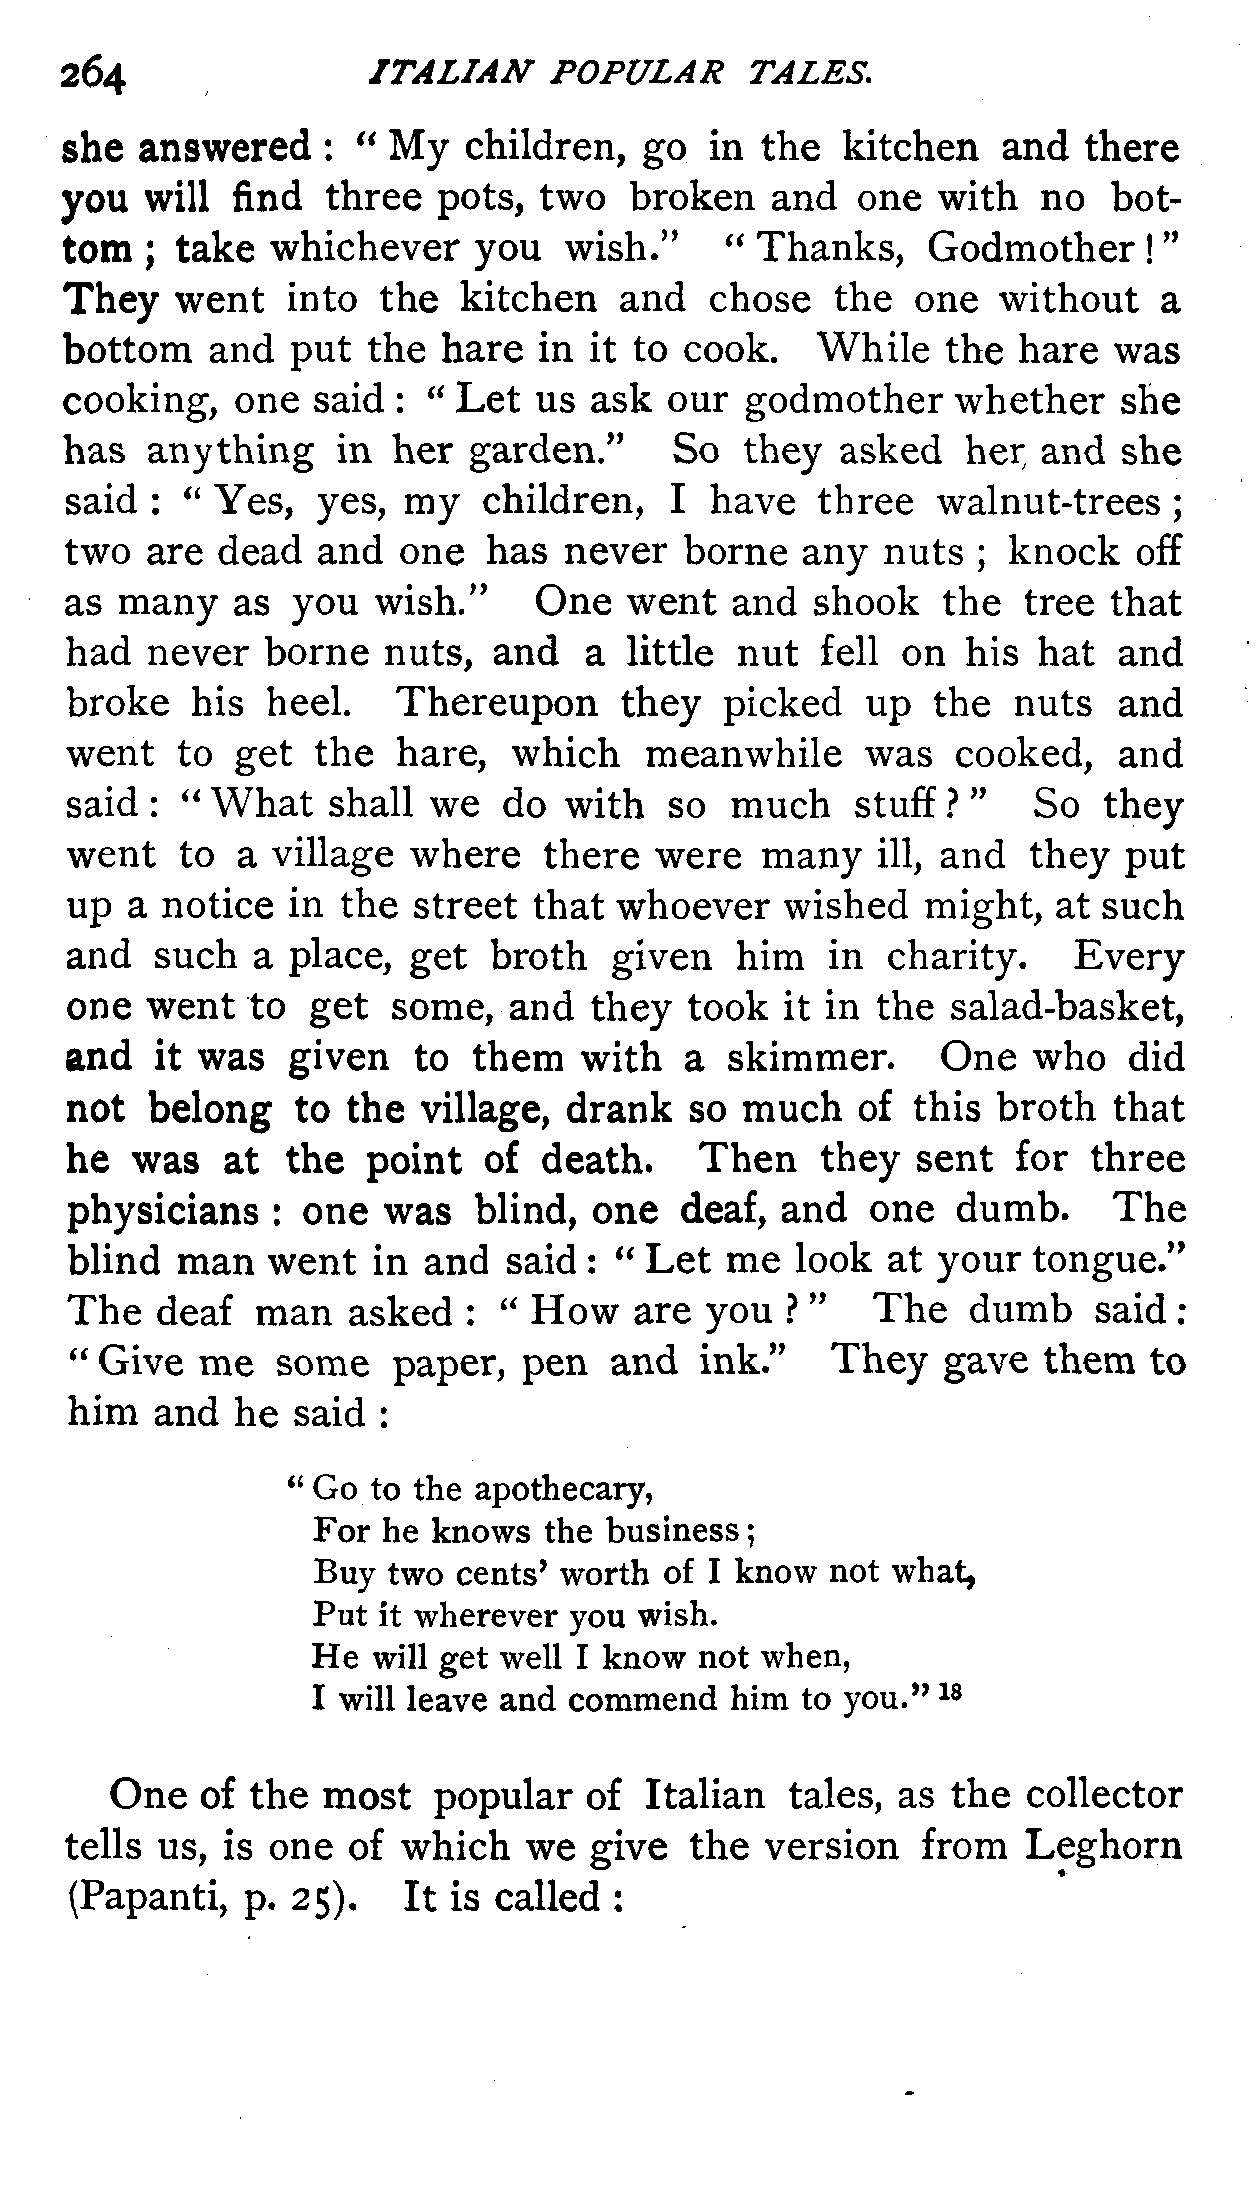 264 ITALIAN POPULAR TALES.
she answered : “ My children, go in the kitchen and there
you will find three pots, two broken and one with no bot-
tom ; take whichever you wish.” “ Thanks, Godmother ! ”
They went into the kitchen and chose the one without a
bottom and put the hare in it to cook. While the hare was
cooking, one said : “ Let us ask our godmother whether she
has anything in her garden.” So they asked her, and she
said : “ Yes, yes, my children, I have three walnut-trees ;
two are dead and one has never borne any nuts ; knock off
as many as you wish.” One went and shook the tree that
had never borne nuts, and a little nut fell on his hat and
broke his heel. Thereupon they picked up the nuts and
went to get the hare, which meanwhile was cooked, and
said : “ What shall we do with so much stuff ? ” So they
went to a village where there were many ill, and they put
up a notice in the street that whoever wished might, at such
and such a place, get broth given him in charity. Every
one went to get some, and they took it in the salad-basket,
and it was given to them with a skimmer. One who did
not belong to the village, drank so much of this broth that
he was at the point of death. Then they sent for three
physicians : one was blind, one deaf, and one dumb. The
blind man went in and said : “ Let me look at your tongue.”
The deaf man asked : “ How are you ? ” The dumb said :
“ Give me some paper, pen and ink.” They gave them to
him and he said :
“ Go to the apothecary,
For he knows the business ;
Buy two cents’ worth of I know not what,
Put it wherever you wish.
He will get well I know not when,
I will leave and commend him to you.” 18
One of the most popular of Italian tales, as the collector
tells us, is one of which we give the version from Leghorn
(Papanti, p. 25). It is called :